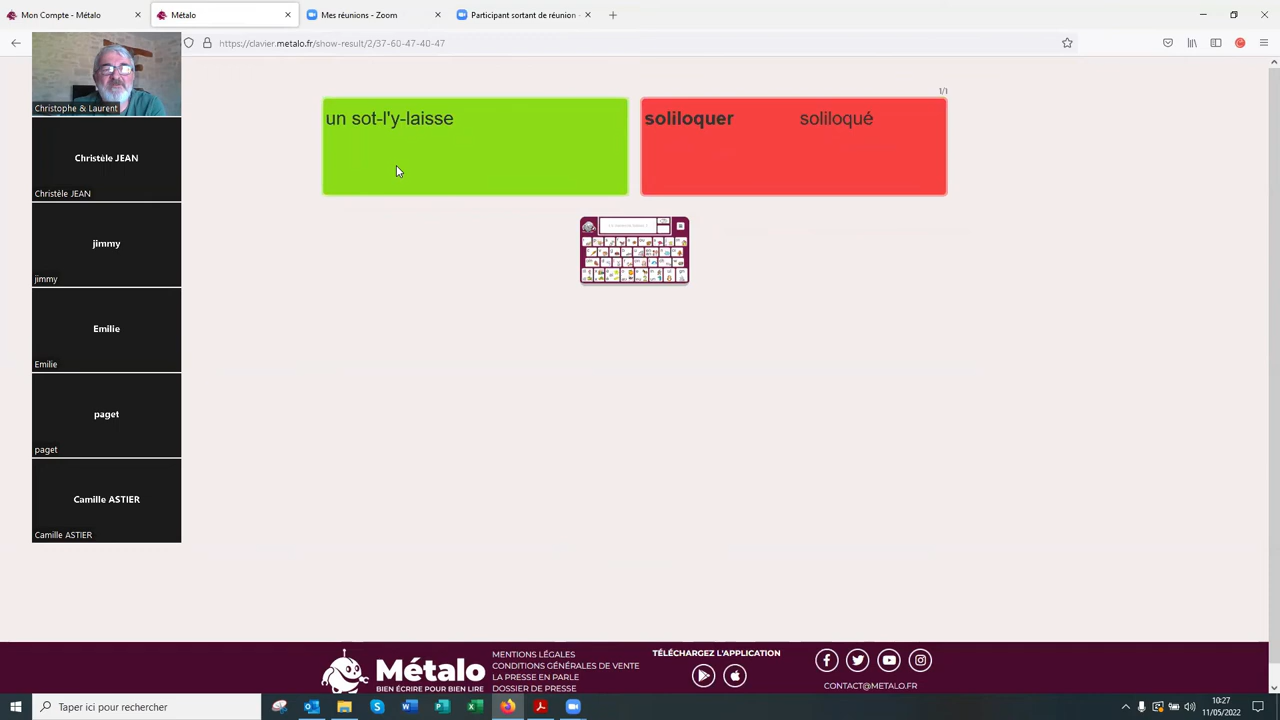 Mon Compte - Métalo
Métalo
Mes réunions - Zoom
Participant sortant de réunion -
https://clavier.metalo.fr/show-result/2/37-60-47-40-47
Christophe & Laurent
Christèle JEAN
Christèle JEAN
jimmy
jimmy
Emilie
Emilie
paget
paget
Camille ASTIER
Camille ASTIER
1/1
un sot-l'y-laisse
soliloquer soliloqué
Métalo
BIEN ÉCRIRE POUR BIEN LIRE
MENTIONS LÉGALES
CONDITIONS GÉNÉRALES DE VENTE
LA PRESSE EN PARLE
DOSSIER DE PRESSE
TÉLÉCHARGEZ L'APPLICATION
CONTACT@METALO.FR
Taper ici pour rechercher
10:27
11/05/2022